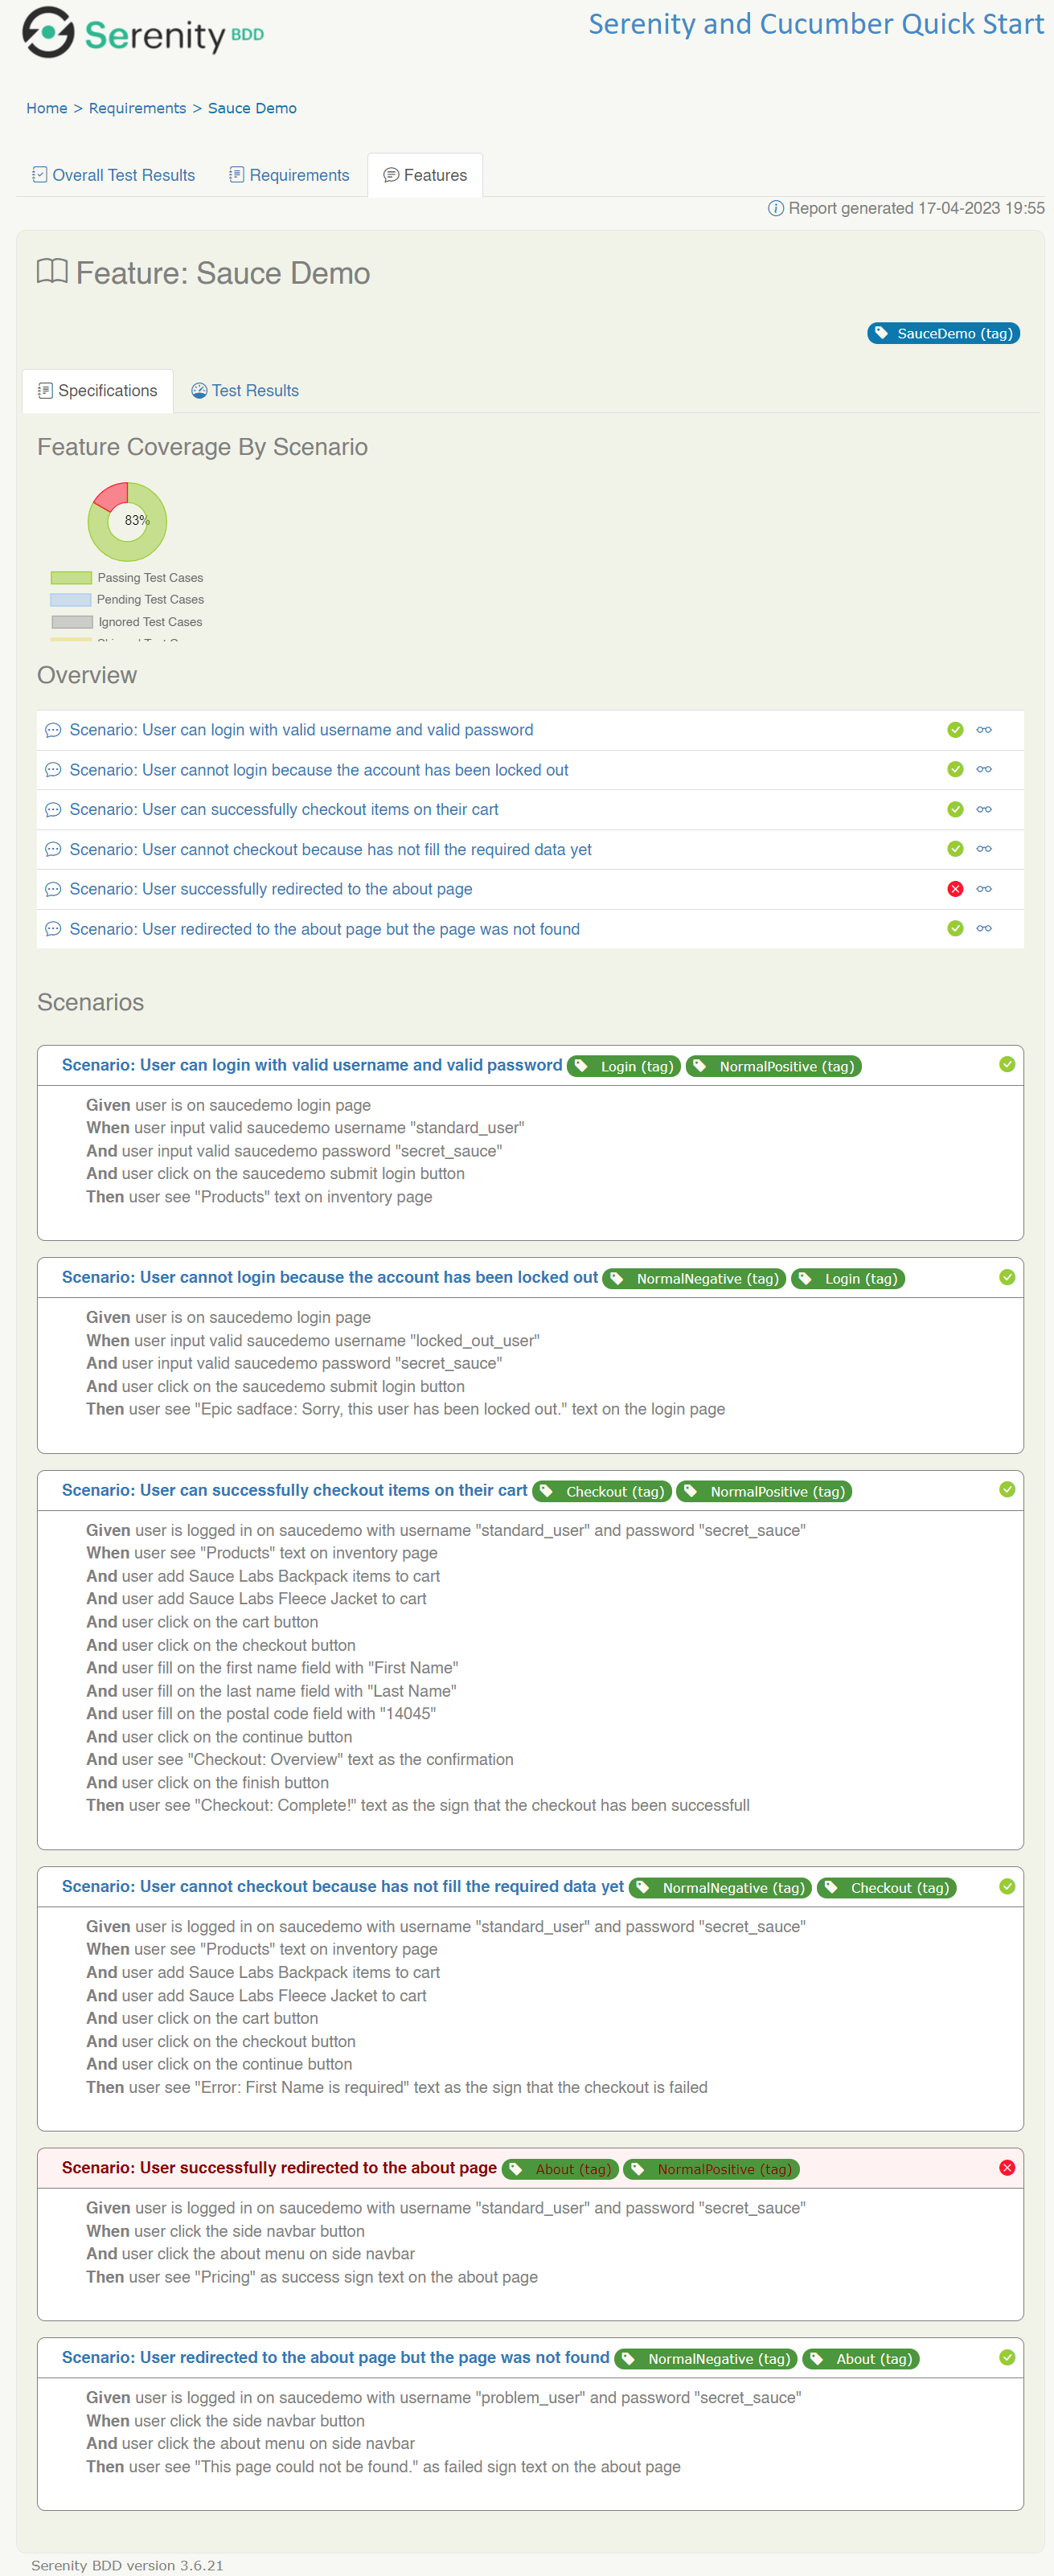 Serenity BDD
Serenity and Cucumber Quick Start
Home > Requirements > Sauce Demo
Overall Test Results
Requirements
Features
Report generated 17-04-2023 19:55
Feature: Sauce Demo
SauceDemo (tag)
Specifications
Test Results
Feature Coverage By Scenario
83%
Passing Test Cases
Pending Test Cases
Ignored Test Cases
Overview
Scenario: User can login with valid username and valid password
Scenario: User cannot login because the account has been locked out
Scenario: User can successfully checkout items on their cart
Scenario: User cannot checkout because has not fill the required data yet
Scenario: User successfully redirected to the about page
Scenario: User redirected to the about page but the page was not found
Scenarios
Scenario: User can login with valid username and valid password Login (tag) NormalPositive (tag)
Given user is on saucedemo login page
When user input valid saucedemo username "standard_user"
And user input valid saucedemo password "secret_sauce"
And user click on the saucedemo submit login button
Then user see "Products" text on inventory page
Scenario: User cannot login because the account has been locked out NormalNegative (tag) Login (tag)
Given user is on saucedemo login page
When user input valid saucedemo username "locked_out_user"
And user input valid saucedemo password "secret_sauce"
And user click on the saucedemo submit login button
Then user see "Epic sadface: Sorry, this user has been locked out." text on the login page
Scenario: User can successfully checkout items on their cart Checkout (tag) NormalPositive (tag)
Given user is logged in on saucedemo with username "standard_user" and password "secret_sauce"
When user see "Products" text on inventory page
And user add Sauce Labs Backpack items to cart
And user add Sauce Labs Fleece Jacket to cart
And user click on the cart button
And user click on the checkout button
And user fill on the first name field with "First Name"
And user fill on the last name field with "Last Name"
And user fill on the postal code field with "14045"
And user click on the continue button
And user see "Checkout: Overview" text as the confirmation
And user click on the finish button
Then user see "Checkout: Complete!" text as the sign that the checkout has been successfull
Scenario: User cannot checkout because has not fill the required data yet NormalNegative (tag) Checkout (tag)
Given user is logged in on saucedemo with username "standard_user" and password "secret_sauce"
When user see "Products" text on inventory page
And user add Sauce Labs Backpack items to cart
And user add Sauce Labs Fleece Jacket to cart
And user click on the cart button
And user click on the checkout button
And user click on the continue button
Then user see "Error: First Name is required" text as the sign that the checkout is failed
Scenario: User successfully redirected to the about page About (tag) NormalPositive (tag)
Given user is logged in on saucedemo with username "standard_user" and password "secret_sauce"
When user click the side navbar button
And user click the about menu on side navbar
Then user see "Pricing" as success sign text on the about page
Scenario: User redirected to the about page but the page was not found NormalNegative (tag) About (tag)
Given user is logged in on saucedemo with username "problem_user" and password "secret_sauce"
When user click the side navbar button
And user click the about menu on side navbar
Then user see "This page could not be found." as failed sign text on the about page
Serenity BDD version 3.6.21